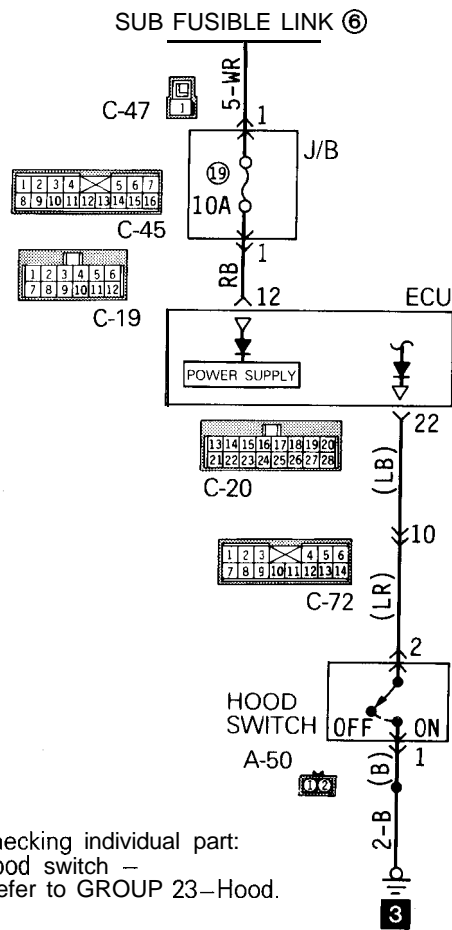 SUB FUSIBLE LINK ⑥
5-WR
C-47
1
1
J/B
⑲
10A
1 2 3 4 5 6 7
8 9 10 11 12 13 14 15 16
C-45
1
RB
1 2 3 4 5 6
7 8 9 10 11 12
C-19
12
ECU
POWER SUPPLY
22
13 14 15 16 17 18 19 20
21 22 23 24 25 26 27 28
C-20
(LB)
10
1 2 3 4 5 6
7 8 9 10 11 12 13 14
C-72
(LR)
2
HOOD
SWITCH
OFF ON
A-50
1 2
(B)
1
2-B
3
hecking individual part:
ood switch –
efer to GROUP 23–Hood.